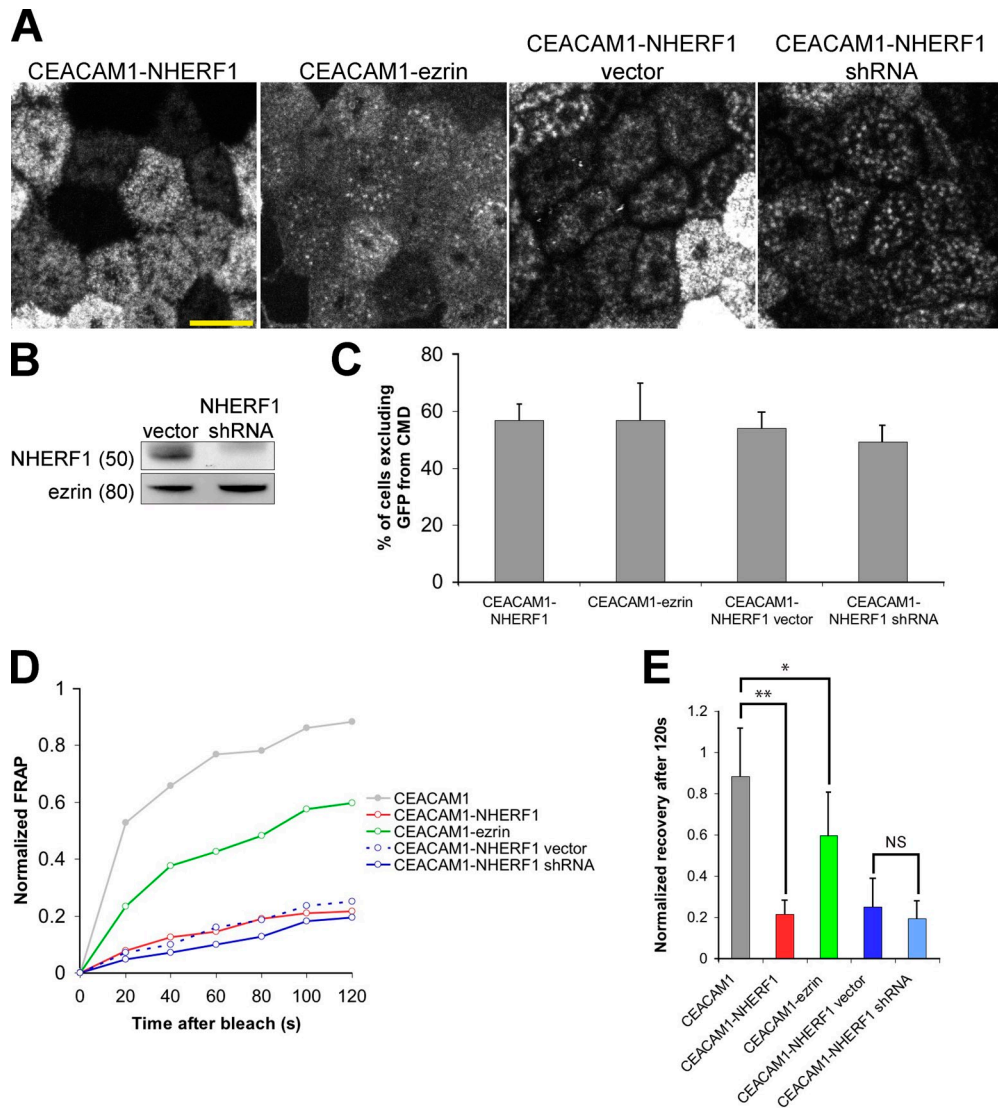 A
CEACAM1-NHERF1
CEACAM1-ezrin
CEACAM1-NHERF1
vector
CEACAM1-NHERF1
shRNA
B
vector
NHERF1
shRNA
NHERF1 (50)
ezrin (80)
C
% of cells excluding
GFP from CMD
80
60
40
20
0
CEACAM1-
NHERF1
CEACAM1-ezrin
CEACAM1-
NHERF1 vector
CEACAM1-
NHERF1 shRNA
D
Normalized FRAP
1
0.8
0.6
0.4
0.2
0
0 20 40 60 80 100 120
Time after bleach (s)
CEACAM1
CEACAM1-NHERF1
CEACAM1-ezrin
CEACAM1-NHERF1 vector
CEACAM1-NHERF1 shRNA
E
Normalized recovery after 120s
1.2
1
0.8
0.6
0.4
0.2
0
*
**
NS
CEACAM1
CEACAM1-NHERF1
CEACAM1-ezrin
CEACAM1-NHERF1 vector
CEACAM1-NHERF1 shRNA